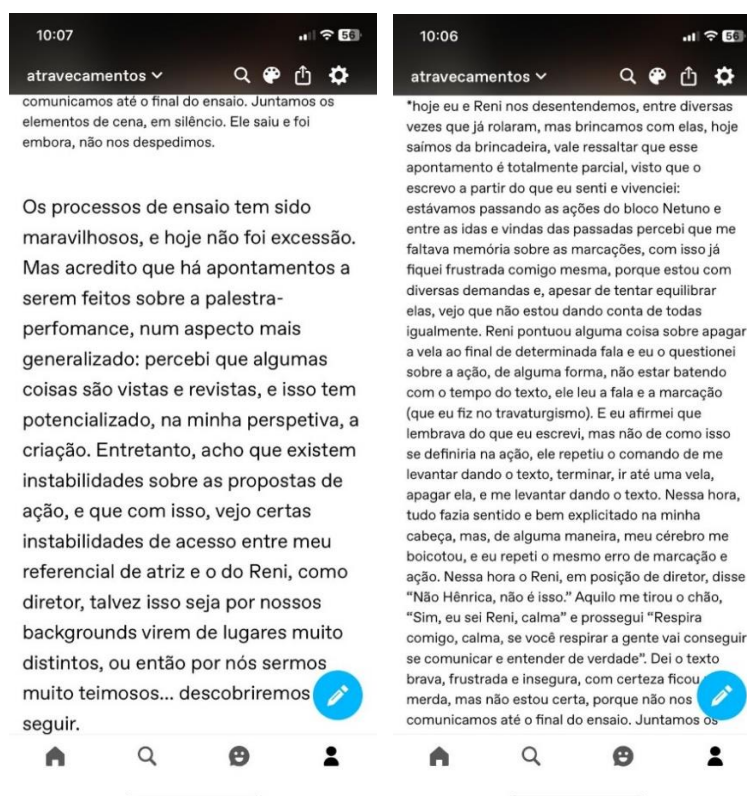 10:07
56
atravecamentos
comunicamos até o final do ensaio. Juntamos os
elementos de cena, em silêncio. Ele saiu e foi
embora, não nos despedimos.
Os processos de ensaio tem sido
maravilhosos, e hoje não foi excessão.
Mas acredito que há apontamentos a
serem feitos sobre a palestra-
perfomance, num aspecto mais
generalizado: percebi que algumas
coisas são vistas e revistas, e isso tem
potencializado, na minha perspetiva, a
criação. Entretanto, acho que existem
instabilidades sobre as propostas de
ação, e que com isso, vejo certas
instabilidades de acesso entre meu
referencial de atriz e o do Reni, como
diretor, talvez isso seja por nossos
backgrounds virem de lugares muito
distintos, ou então por nós sermos
muito teimosos... descobriremos
seguir.
10:06
56
atravecamentos
*hoje eu e Reni nos desentendemos, entre diversas
vezes que já rolaram, mas brincamos com elas, hoje
saímos da brincadeira, vale ressaltar que esse
apontamento é totalmente parcial, visto que o
escrevo a partir do que eu senti e vivenciei:
estávamos passando as ações do bloco Netuno e
entre as idas e vindas das passadas percebi que me
faltava memória sobre as marcações, com isso já
fiquei frustrada comigo mesma, porque estou com
diversas demandas e, apesar de tentar equilibrar
elas, vejo que não estou dando conta de todas
igualmente. Reni pontuou alguma coisa sobre apagar
a vela ao final de determinada fala e eu o questionei
sobre a ação, de alguma forma, não estar batendo
com o tempo do texto, ele leu a fala e a marcação
(que eu fiz no travaturgismo). E eu afirmei que
lembrava do que eu escrevi, mas não de como isso
se definiria na ação, ele repetiu o comando de me
levantar dando o texto, terminar, ir até uma vela,
apagar ela, e me levantar dando o texto. Nessa hora,
tudo fazia sentido e bem explicitado na minha
cabeça, mas, de alguma maneira, meu cérebro me
boicotou, e eu repeti o mesmo erro de marcação e
ação. Nessa hora o Reni, em posição de diretor, disse
“Não Hênrica, não é isso.” Aquilo me tirou o chão,
“Sim, eu sei Reni, calma” e prossegui “Respira
comigo, calma, se você respirar a gente vai conseguir
se comunicar e entender de verdade”. Dei o texto
brava, frustrada e insegura, com certeza ficou
merda, mas não estou certa, porque não nos
comunicamos até o final do ensaio. Juntamos os